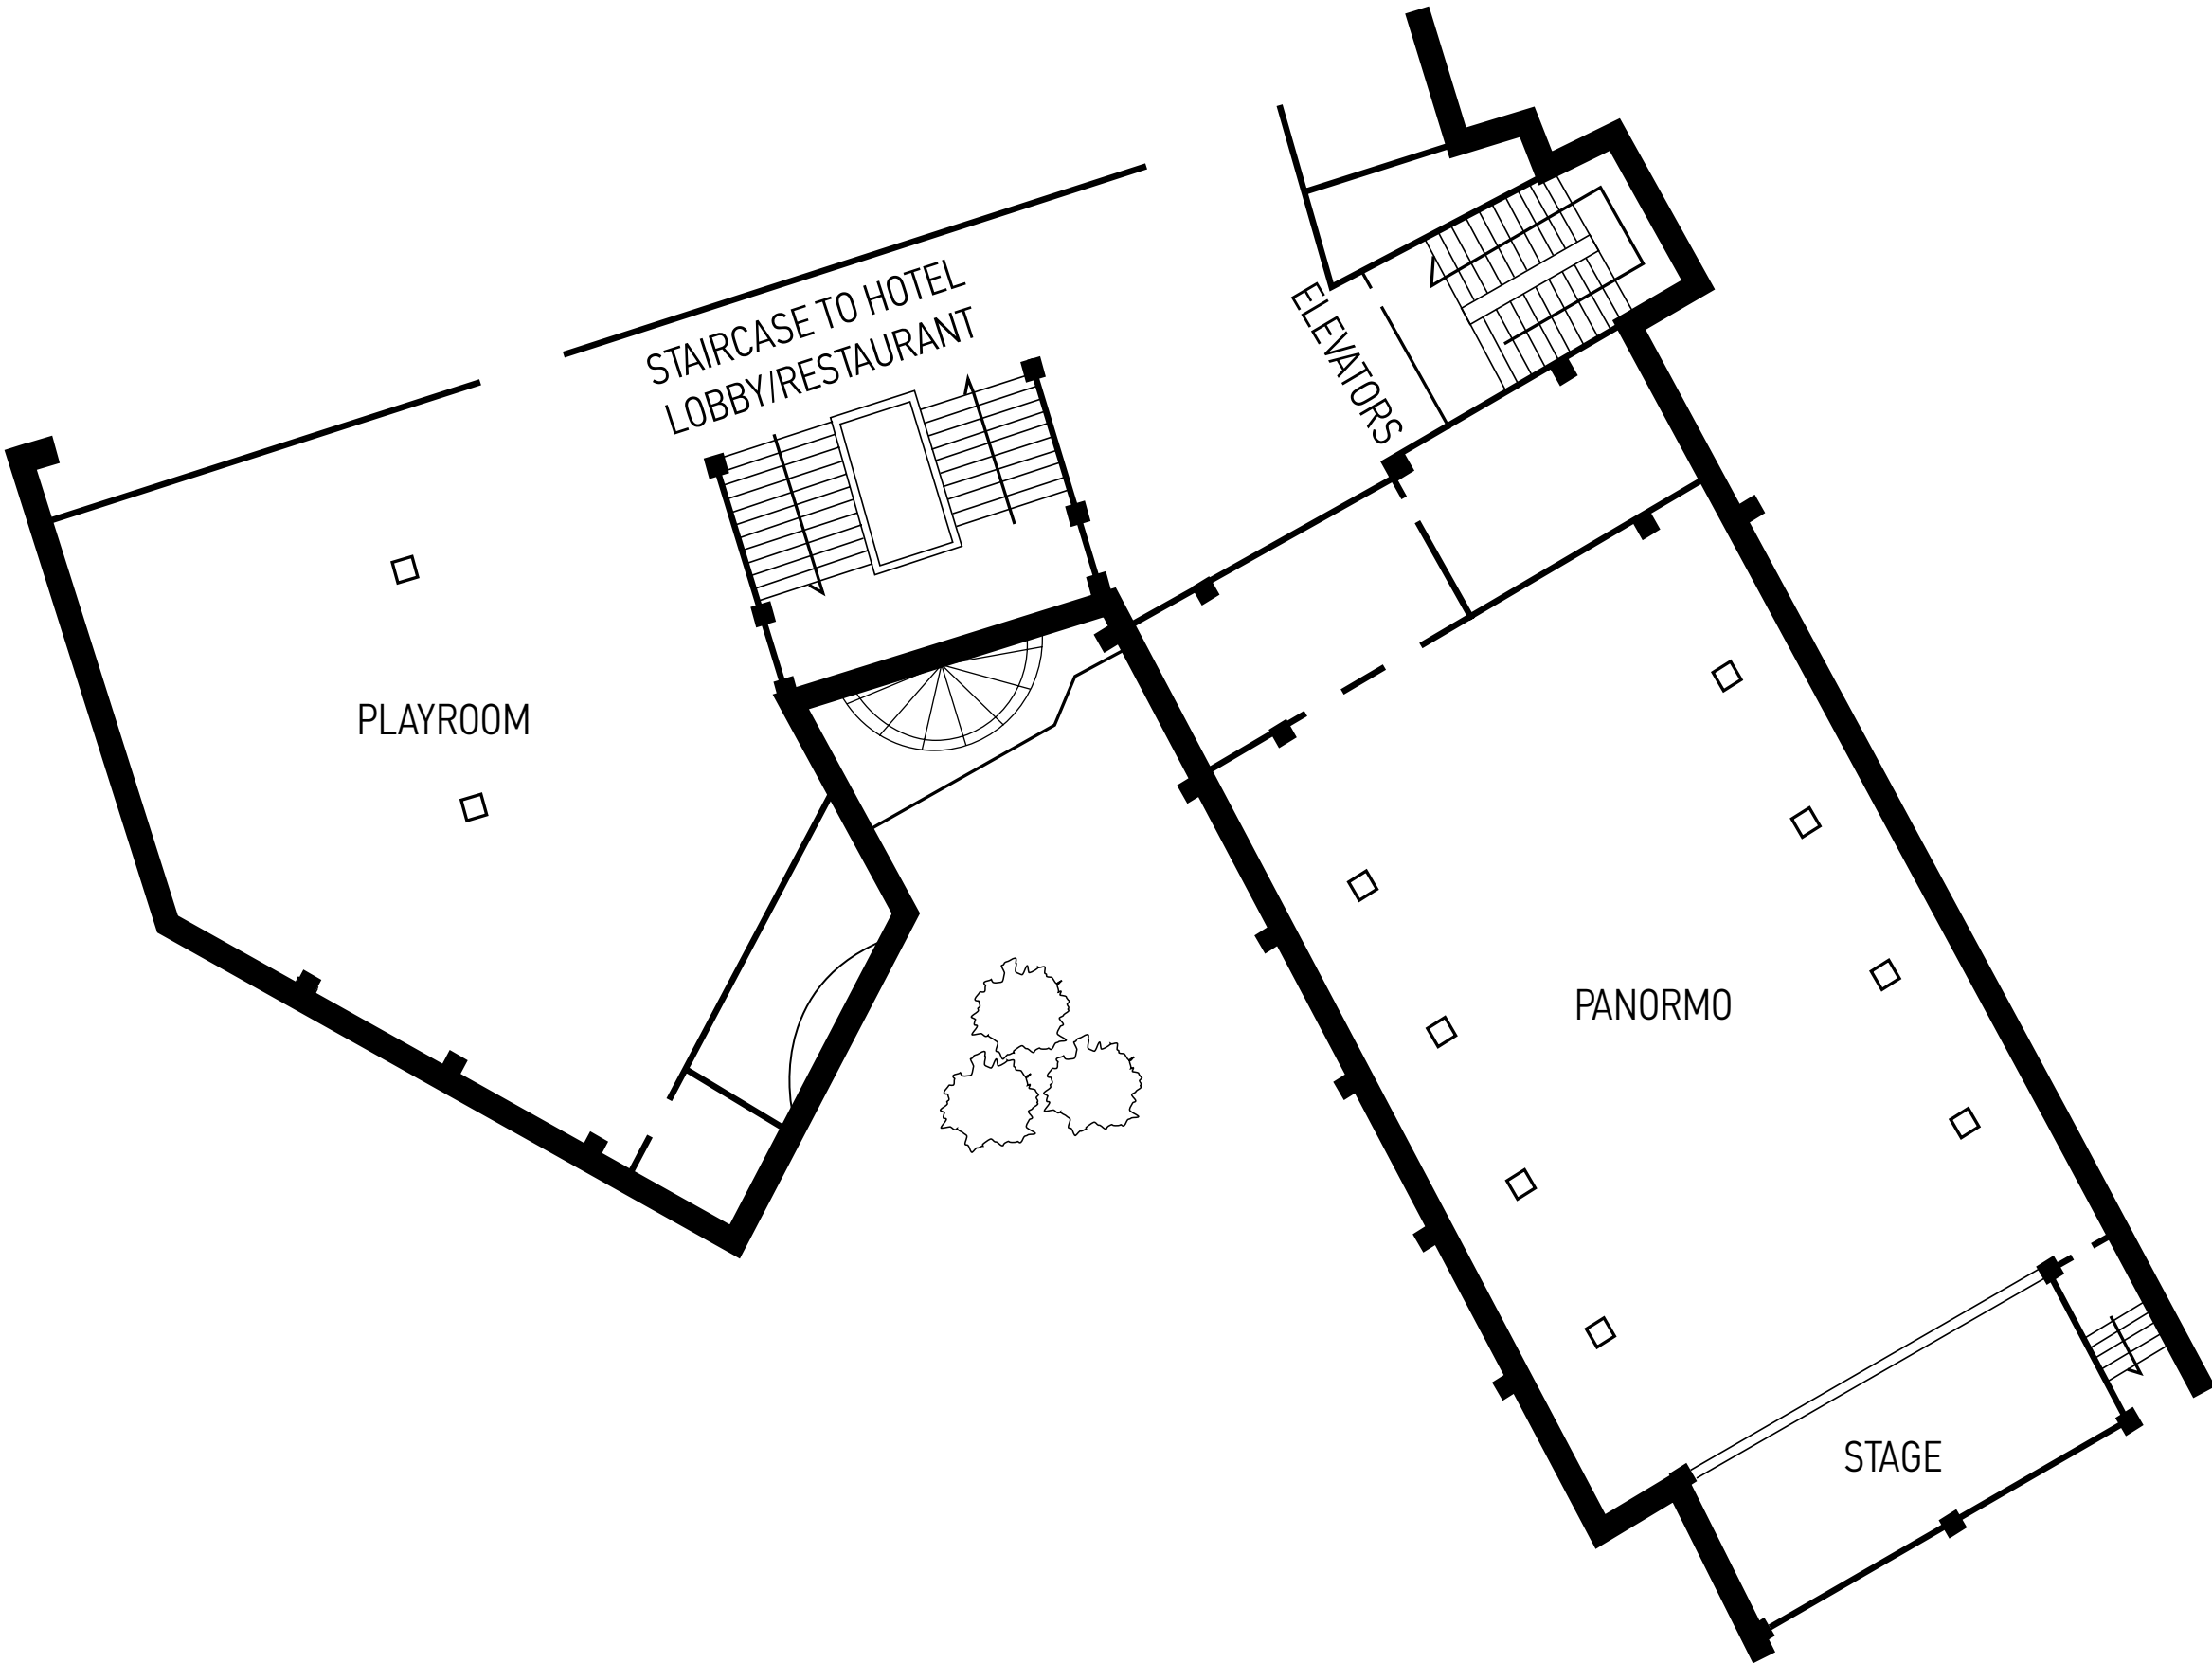 STAIRCASE TO HOTEL
LOBBY/RESTAURANT
ELEVATORS
PLAYROOM
PANORMO
STAGE